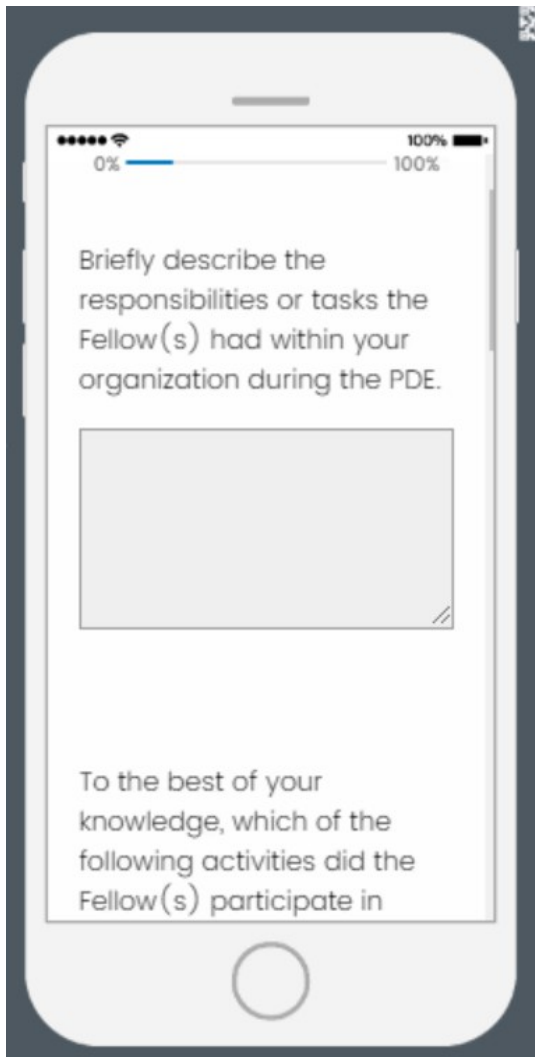 100%
0% 100%
Briefly describe the
responsibilities or tasks the
Fellow(s) had within your
organization during the PDE.
To the best of your
knowledge, which of the
following activities did the
Fellow(s) participate in